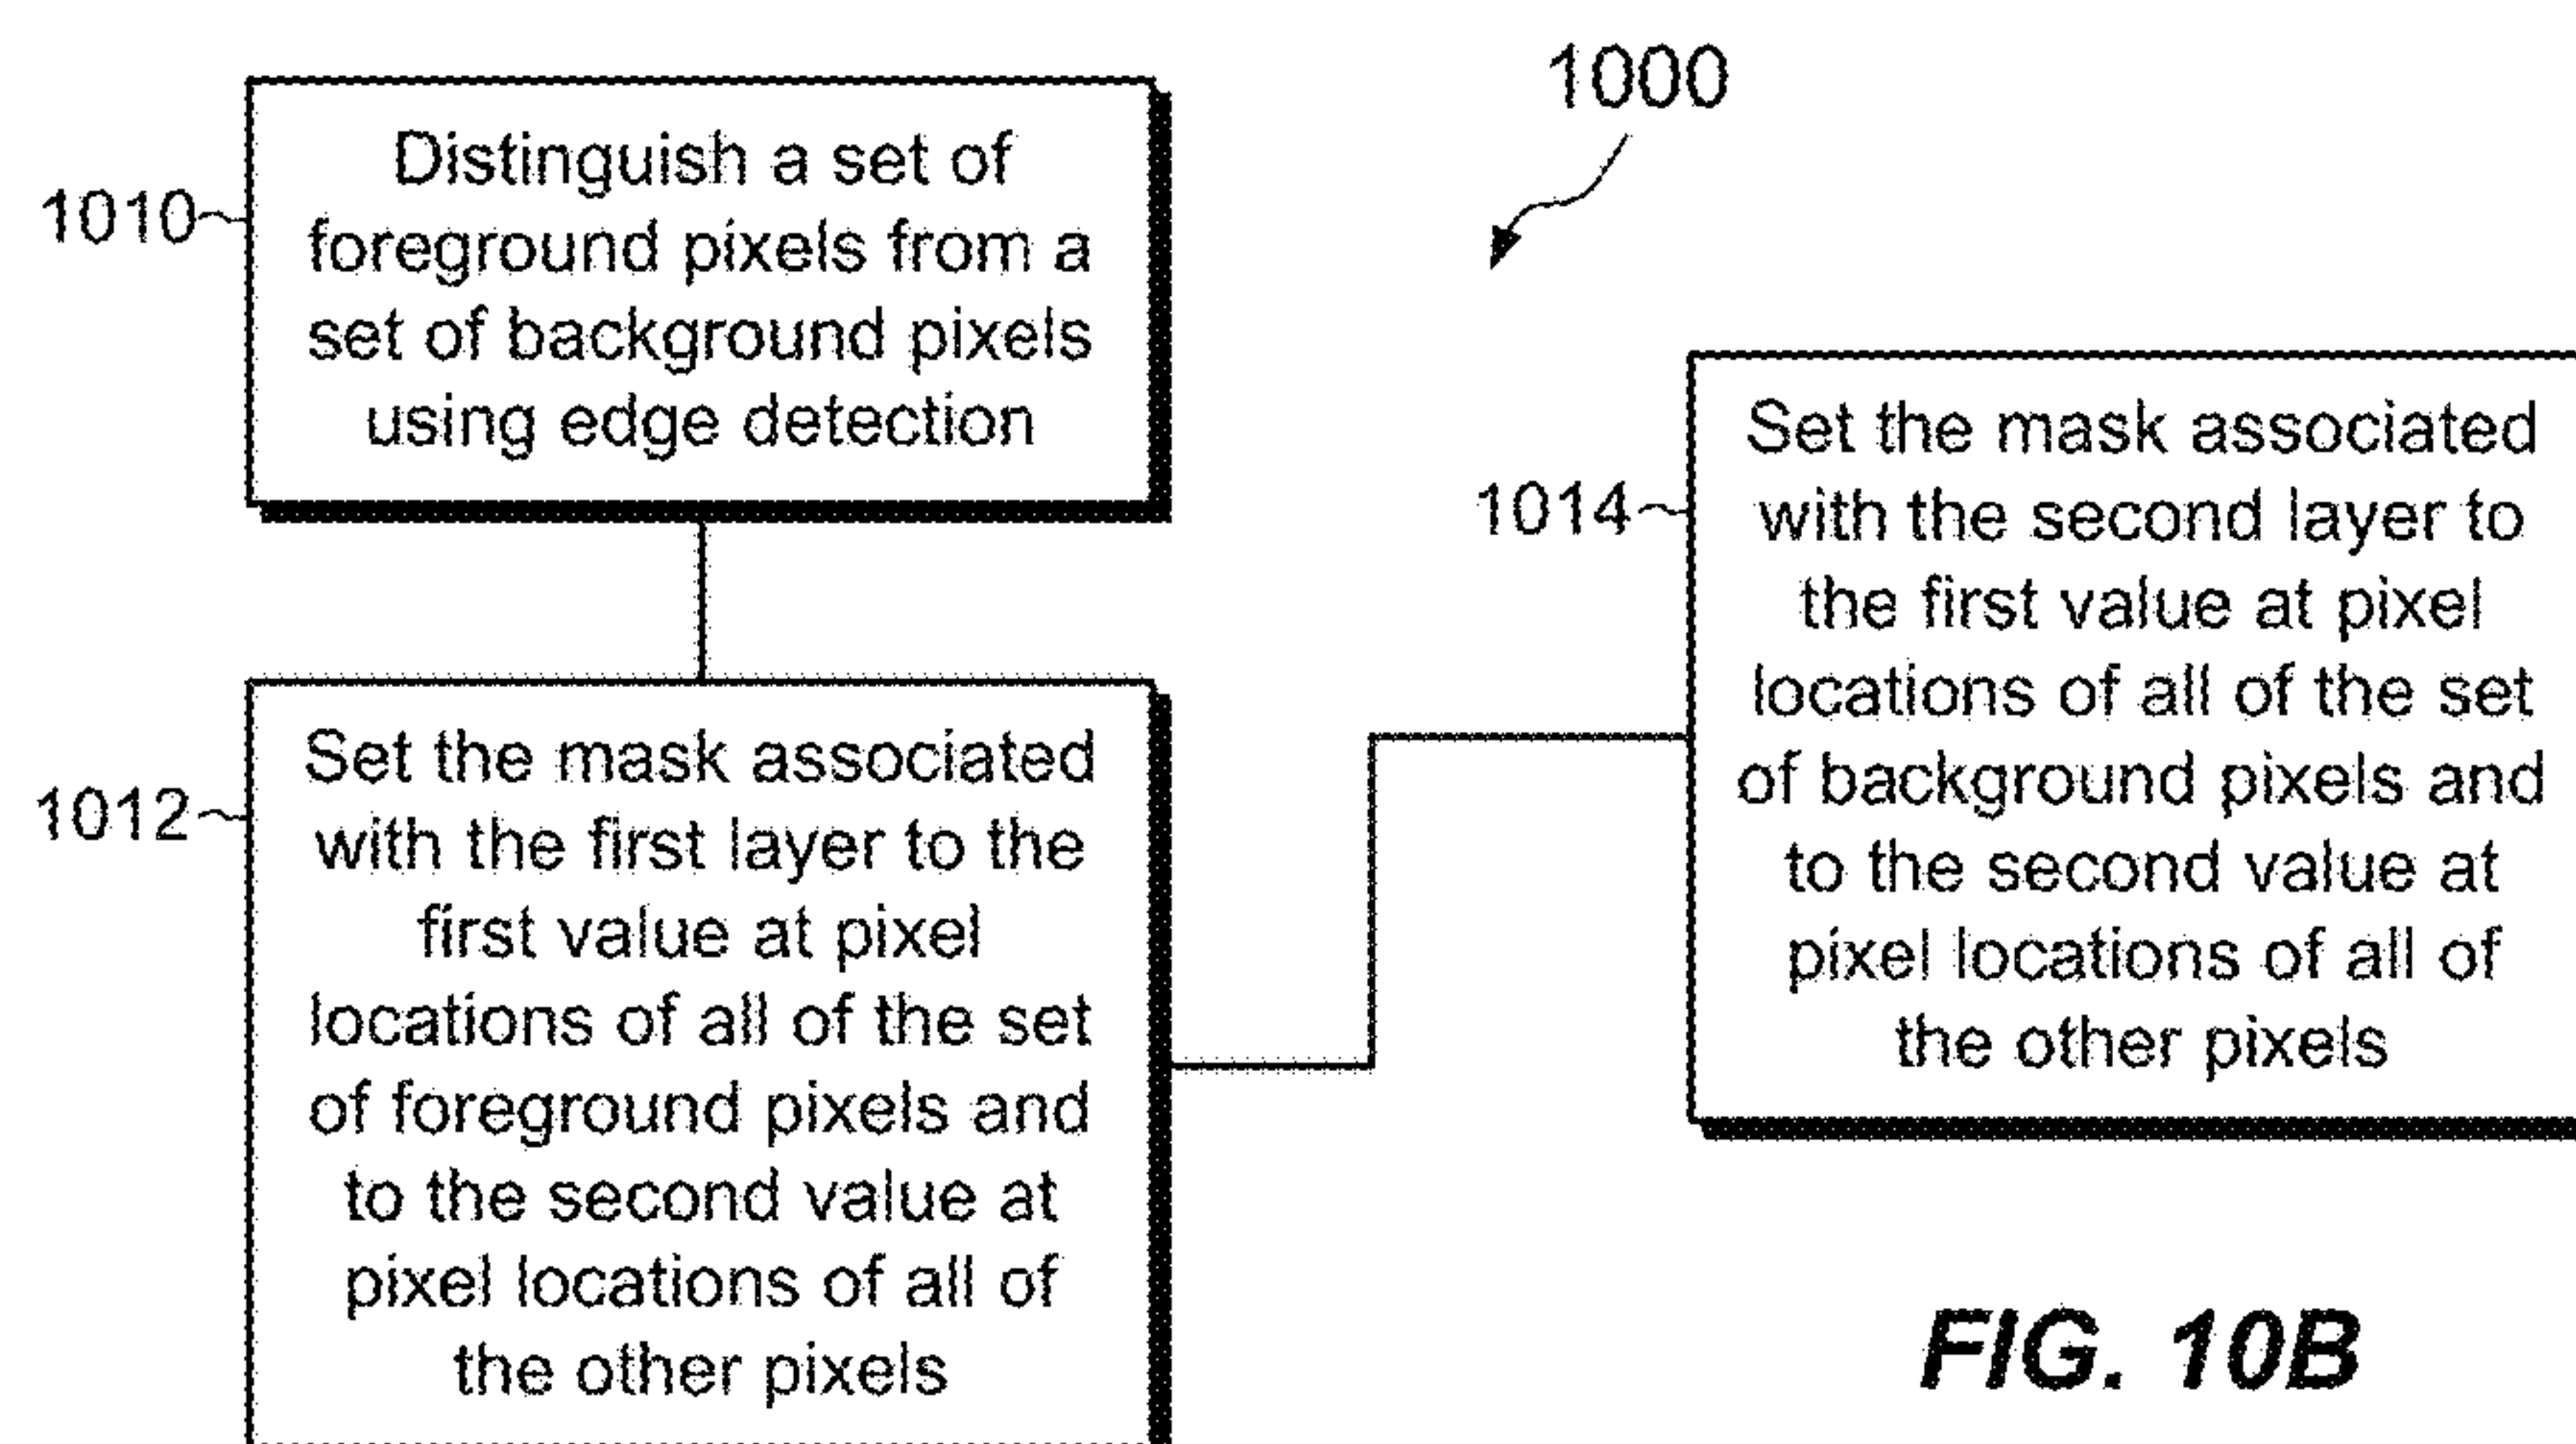 1000
1010
Distinguish a set of
foreground pixels from a
set of background pixels
using edge detection
1012
Set the mask associated
with the first layer to the
first value at pixel
locations of all of the set
of foreground pixels and
to the second value at
pixel locations of all of
the other pixels
1014
Set the mask associated
with the second layer to
the first value at pixel
locations of all of the set
of background pixels and
to the second value at
pixel locations of all of
the other pixels
FIG. 10B